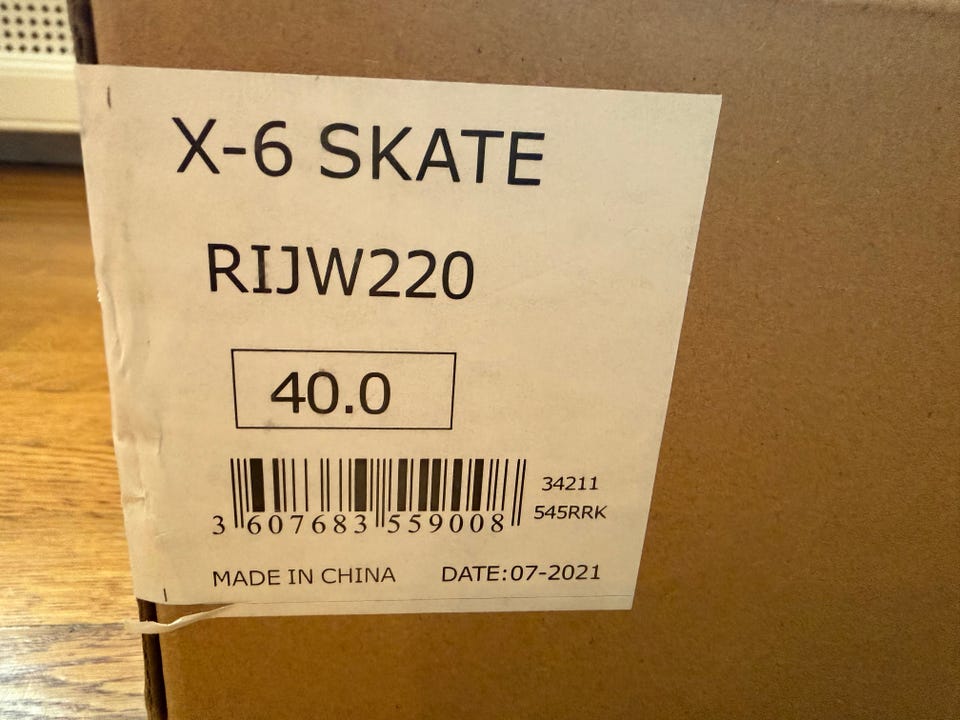 X-6 SKATE
RIJW220
40.0
34211
3 607683 559008
545RRK
MADE IN CHINA DATE:07-2021